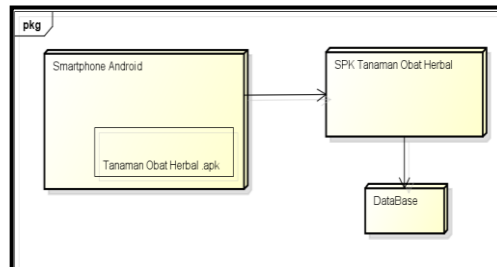 pkg
Smartphone Android
SPK Tanaman Obat Herbal
Tanaman Obat Herbal .apk
DataBase